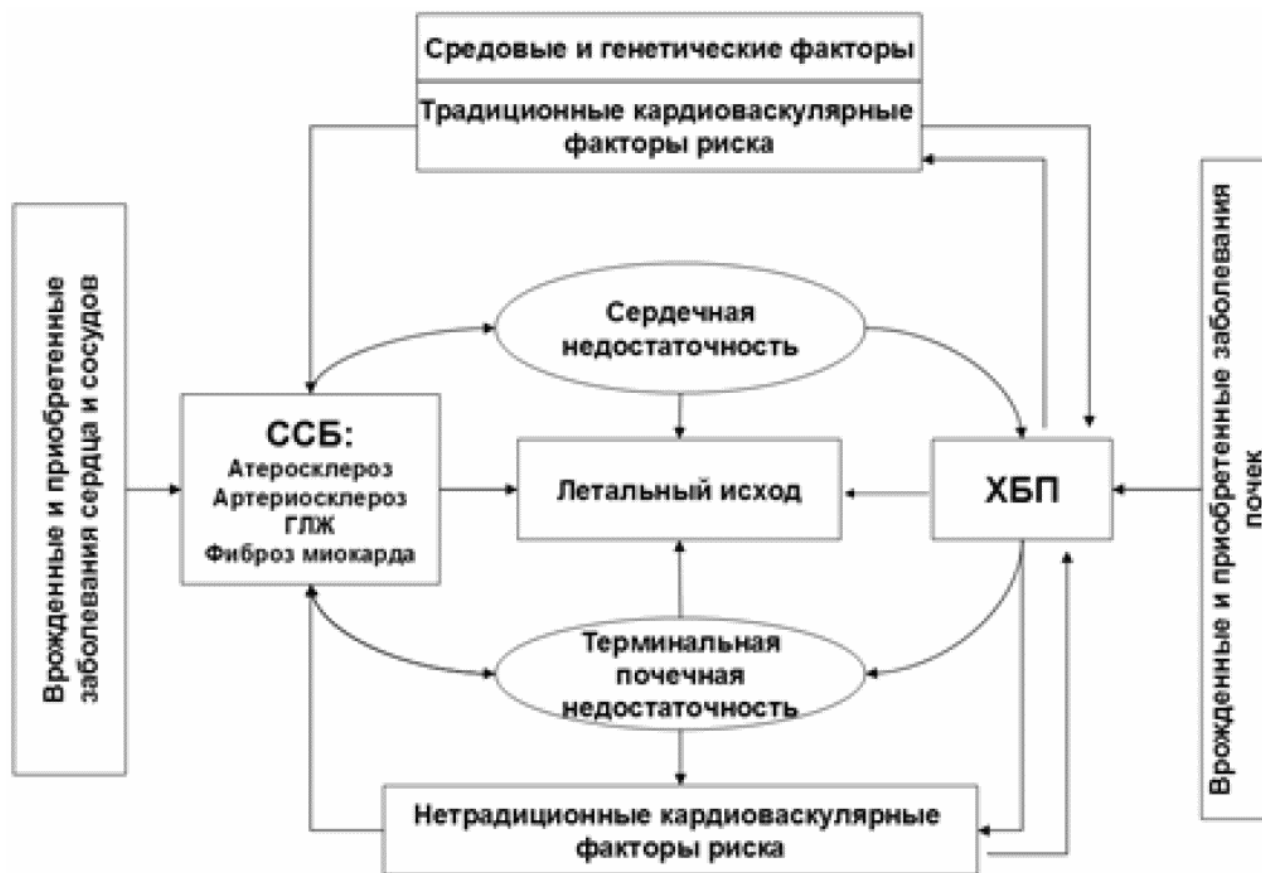 Средовые и генетические факторы
Традиционные кардиоваскулярные
факторы риска
Врожденные и приобретенные
заболевания сердца и сосудов
Сердечная
недостаточность
ССБ:
Атеросклероз
Артериосклероз
ГЛЖ
Фиброз миокарда
Летальный исход
ХБП
Врожденные и приобретенные заболевания
почек
Терминальная
почечная
недостаточность
Нетрадиционные кардиоваскулярные
факторы риска